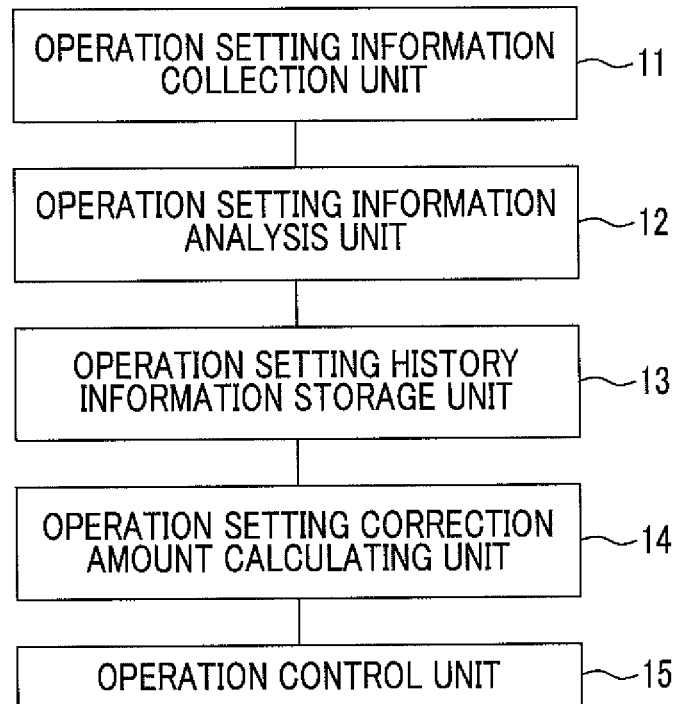 OPERATION SETTING INFORMATION
COLLECTION UNIT
11
OPERATION SETTING INFORMATION
ANALYSIS UNIT
12
OPERATION SETTING HISTORY
INFORMATION STORAGE UNIT
13
OPERATION SETTING CORRECTION
AMOUNT CALCULATING UNIT
14
OPERATION CONTROL UNIT
15